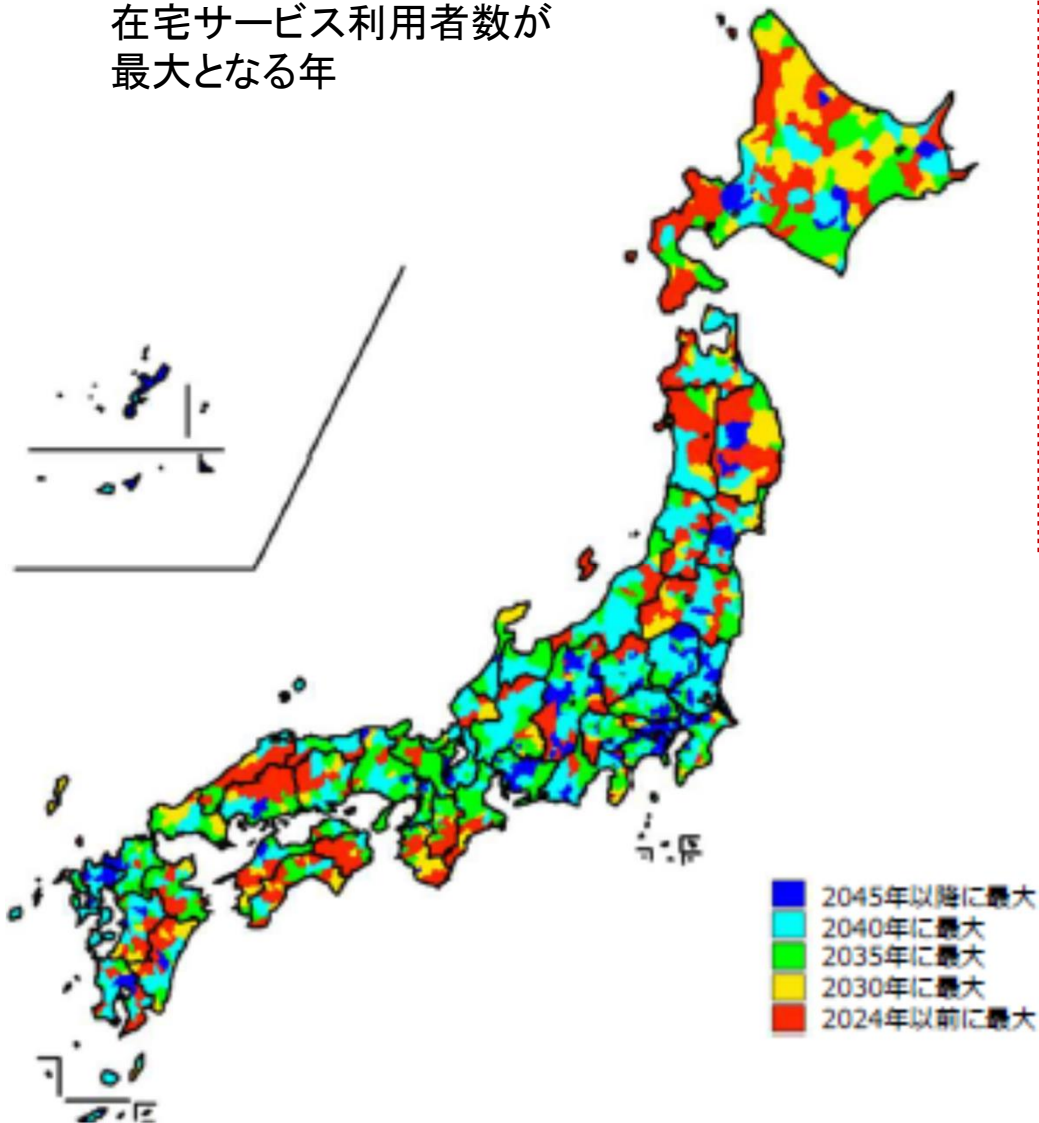 在宅サービス利用者数が
最大となる年
2045年以降に最大
2040年に最大
2035年に最大
2030年に最大
2024年以前に最大